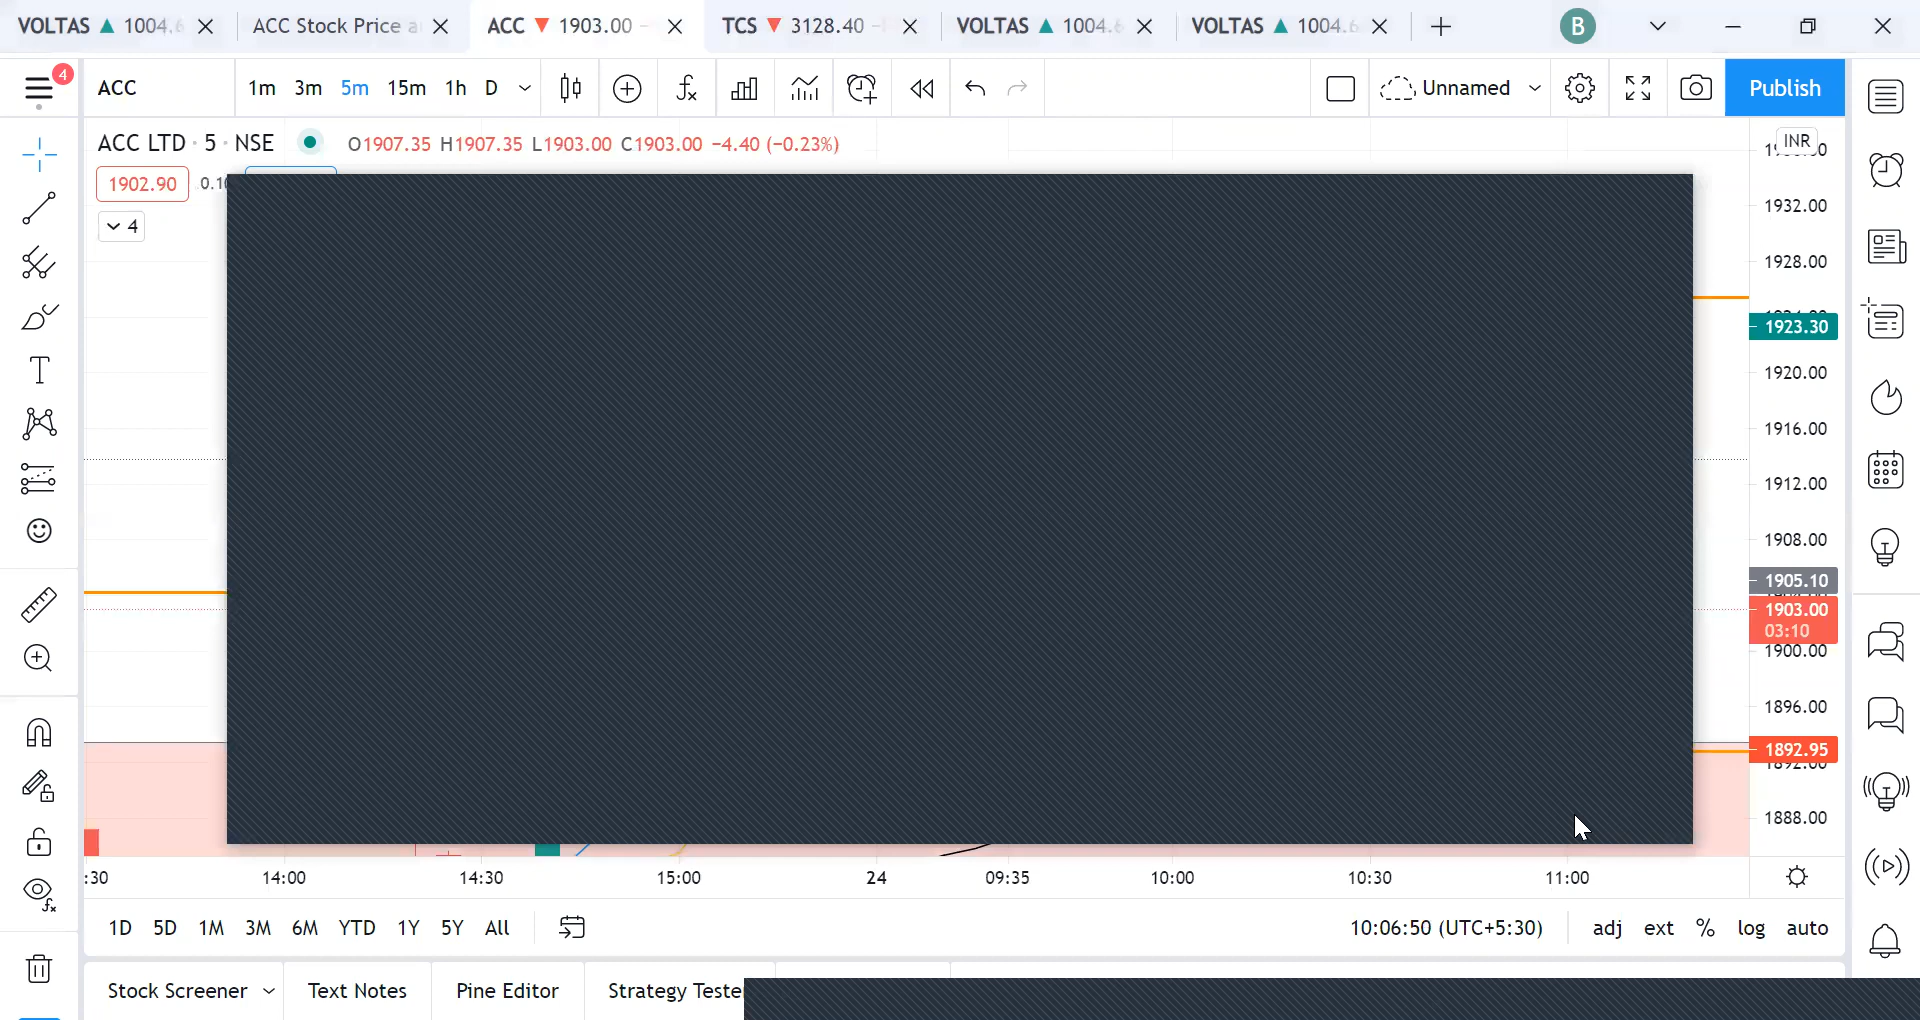 VOLTAS ▲ 1004.6
ACC Stock Price a
ACC ▼ 1903.00 −
TCS ▼ 3128.40 −
VOLTAS ▲ 1004.6
VOLTAS ▲ 1004.6
B
4
ACC
1m 3m 5m 15m 1h D
Unnamed
Publish
ACC LTD · 5 · NSE
O1907.35 H1907.35 L1903.00 C1903.00 −4.40 (−0.23%)
INR
1902.90
4
1932.00
1928.00
1923.30
1920.00
1916.00
1912.00
1908.00
1905.10
1903.00
03:10
1900.00
1896.00
1892.95
1892.00
1888.00
:30 14:00 14:30 15:00 24 09:35 10:00 10:30 11:00
1D 5D 1M 3M 6M YTD 1Y 5Y All
10:06:50 (UTC+5:30)
adj ext % log auto
Stock Screener Text Notes Pine Editor Strategy Tester